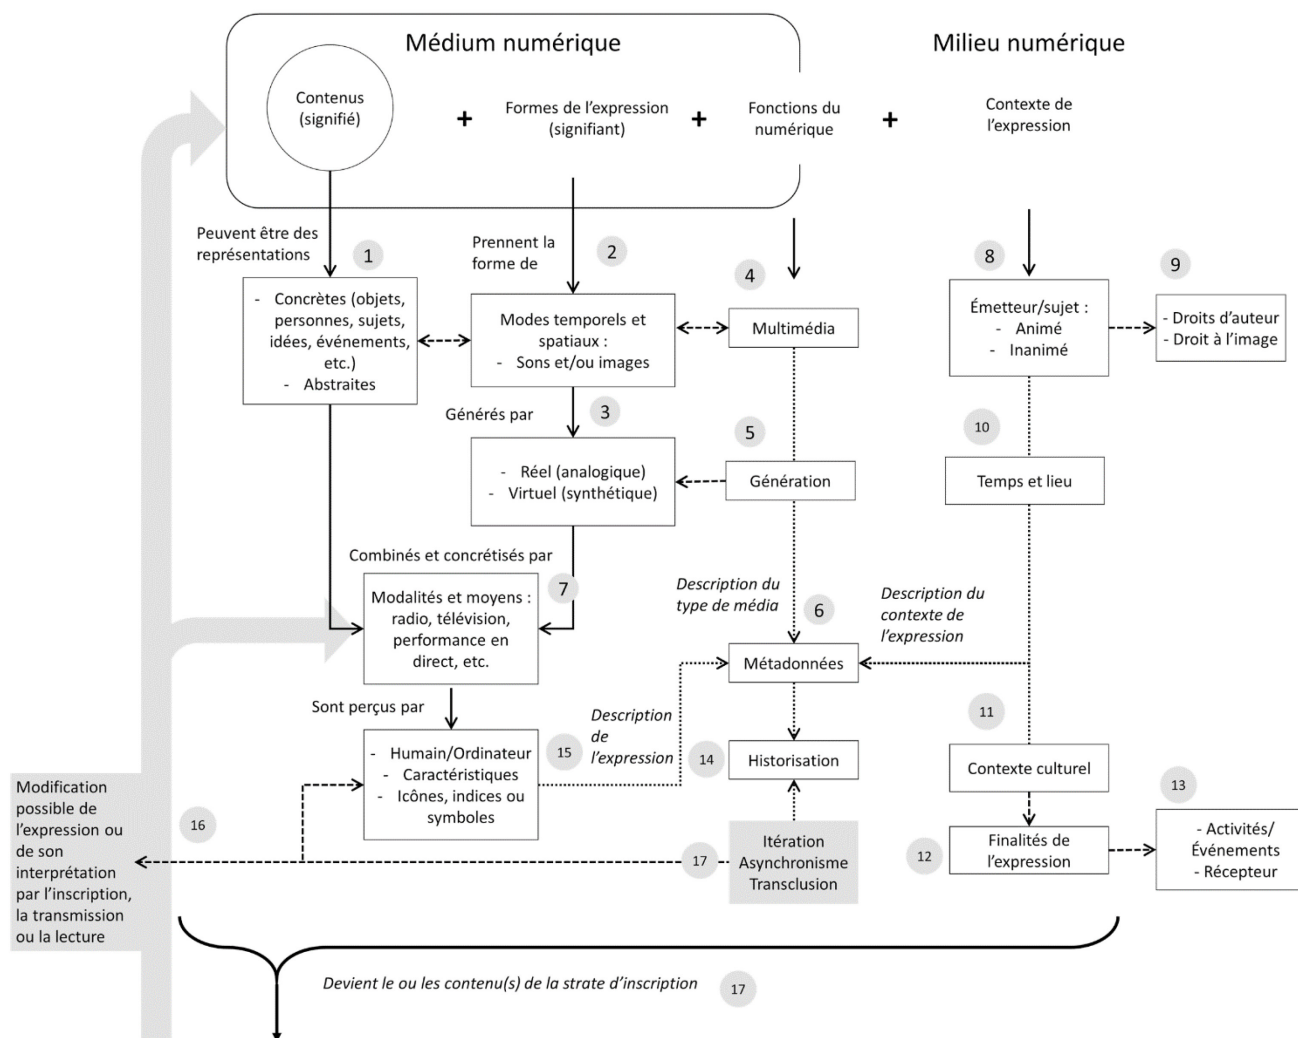 Médium numérique
Milieu numérique
Contenus
(signifié)
+
Formes de l’expression
(signifiant)
+
Fonctions du
numérique
+
Contexte de
l’expression
Peuvent être des
représentations
1
Prennent la
forme de
2
4
8
9
- Concrètes (objets,
personnes, sujets,
idées, événements,
etc.)
- Abstraites
Modes temporels et
spatiaux :
- Sons et/ou images
Multimédia
Émetteur/sujet :
- Animé
- Inanimé
- Droits d’auteur
- Droit à l’image
Générés par
3
5
10
- Réel (analogique)
- Virtuel (synthétique)
Génération
Temps et lieu
Combinés et concrétisés par
7
Modalités et moyens :
radio, télévision,
performance en
direct, etc.
Description du
type de média
6
Description du
contexte de
l’expression
Métadonnées
Sont perçus par
11
- Humain/Ordinateur
- Caractéristiques
- Icônes, indices ou
symboles
15
Description
de
l’expression
14
Historisation
Contexte culturel
13
Modification
possible de
l’expression ou
de son
interprétation
par l’inscription,
la transmission
ou la lecture
16
17
Itération
Asynchronisme
Transclusion
12
Finalités de
l’expression
- Activités/
Événements
- Récepteur
Devient le ou les contenu(s) de la strate d’inscription
17